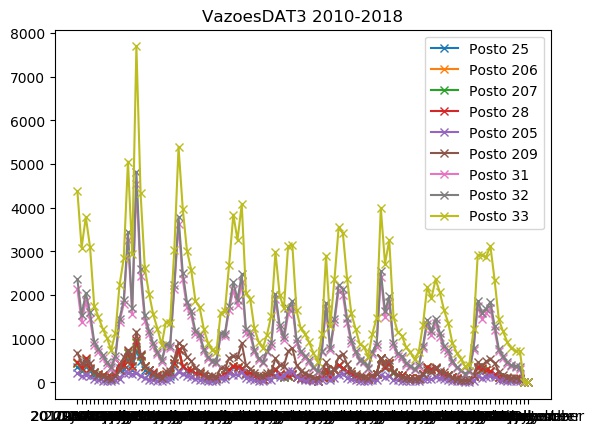 VazoesDAT3 2010-2018
8000
7000
6000
5000
4000
3000
2000
1000
0
Posto 25
Posto 206
Posto 207
Posto 28
Posto 205
Posto 209
Posto 31
Posto 32
Posto 33